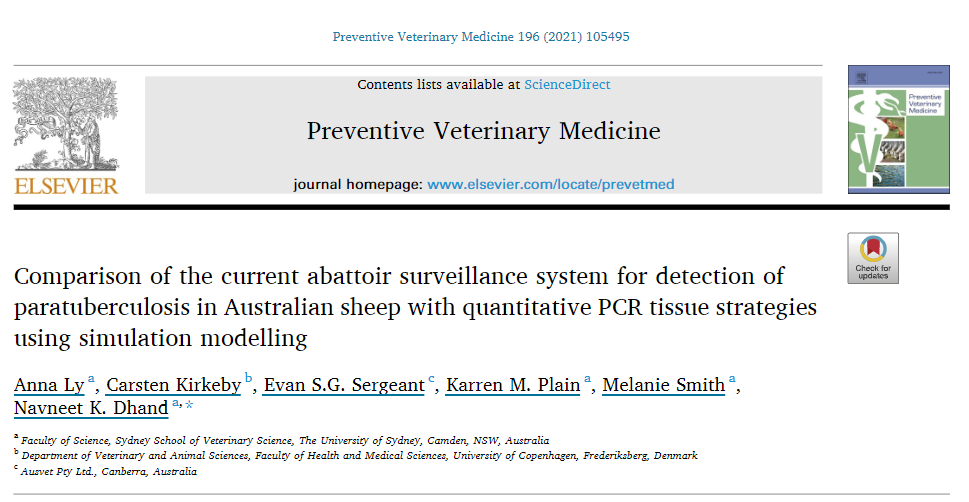 Preventive Veterinary Medicine 196 (2021) 105495
Contents lists available at ScienceDirect
Preventive Veterinary Medicine
journal homepage: www.elsevier.com/locate/prevetmed
ELSEVIER
Preventive
Veterinary
Medicine
Check for
updates
Comparison of the current abattoir surveillance system for detection of
paratuberculosis in Australian sheep with quantitative PCR tissue strategies
using simulation modelling
Anna Ly a, Carsten Kirkeby b, Evan S.G. Sergeant c, Karren M. Plain a, Melanie Smith a,
Navneet K. Dhand a,*
a Faculty of Science, Sydney School of Veterinary Science, The University of Sydney, Camden, NSW, Australia
b Department of Veterinary and Animal Sciences, Faculty of Health and Medical Sciences, University of Copenhagen, Frederiksberg, Denmark
c Ausvet Pty Ltd., Canberra, Australia